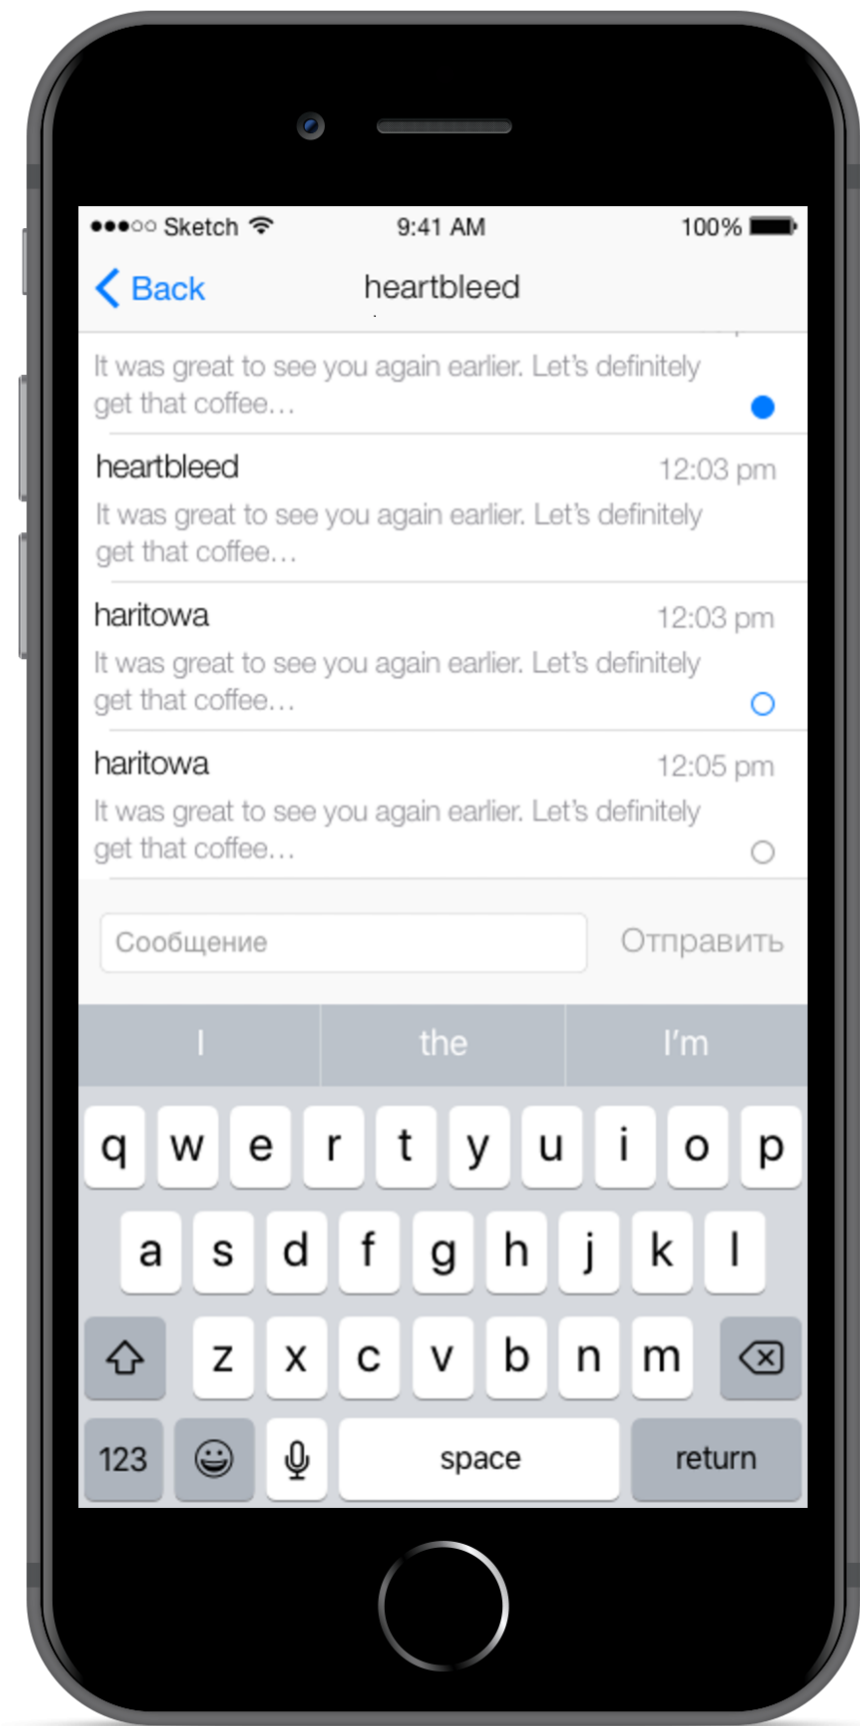 Sketch 9:41 AM 100%
Back heartbleed
It was great to see you again earlier. Let's definitely
get that coffee...
heartbleed 12:03 pm
It was great to see you again earlier. Let's definitely
get that coffee...
haritowa 12:03 pm
It was great to see you again earlier. Let's definitely
get that coffee...
haritowa 12:05 pm
It was great to see you again earlier. Let's definitely
get that coffee...
Сообщение Отправить
I the I'm
q w e r t y u i o p
a s d f g h j k l
z x c v b n m
123 space return